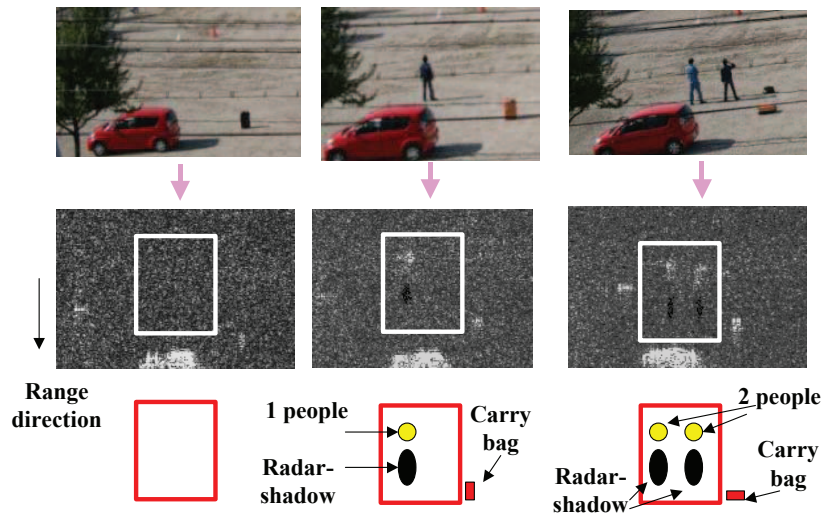 Range
direction
1 people
Radar-
shadow
Carry
bag
2 people
Radar-
shadow
Carry
bag